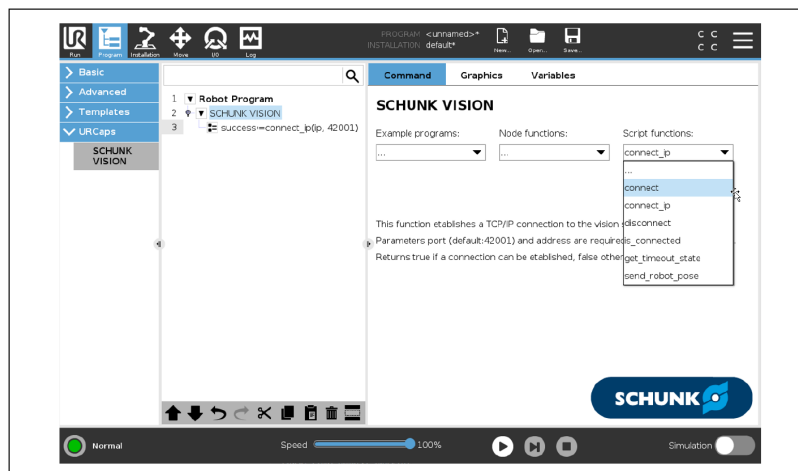 PROGRAM <unnamed>*
INSTALLATION default*
Run Program Installation Move I/O Log New... Open... Save...
C C
C C
Basic
Advanced
Templates
URCaps
SCHUNK
VISION
1 Robot Program
2 SCHUNK VISION
3 success:=connect_ip(ip, 42001)
Command Graphics Variables
SCHUNK VISION
Example programs: Node functions: Script functions:
... ... connect_ip
...
connect
connect_ip
disconnect
is_connected
get_timeout_state
send_robot_pose
This function etablishes a TCP/IP connection to the vision
Parameters port (default:42001) and address are required
Returns true if a connection can be etablished, false other
SCHUNK
Normal Speed 100% Simulation